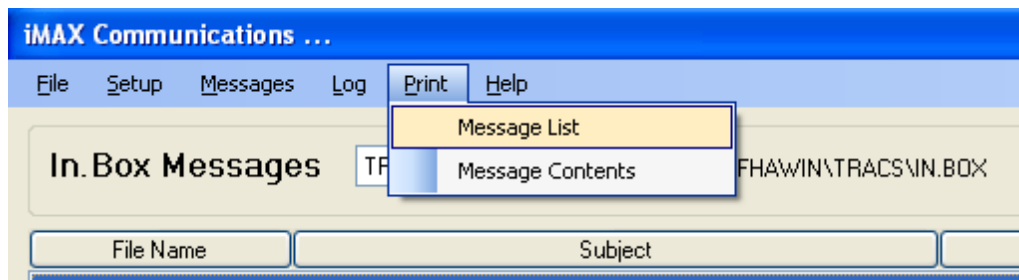 iMAX Communications ...
File Setup Messages Log Print Help
Message List
In.Box Messages FHAWIN\TRACS\IN.BOX
Message Contents
File Name Subject